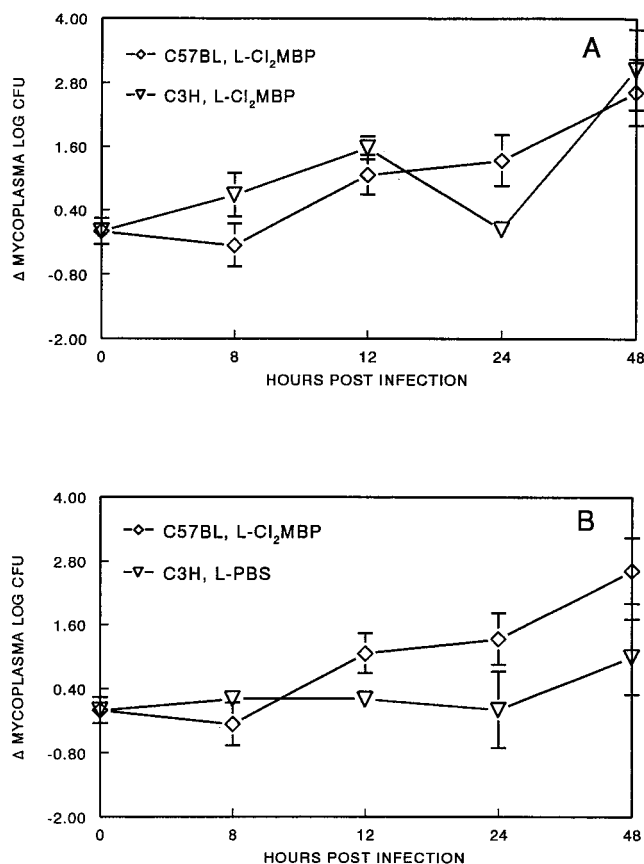 4.00
A
C57BL, L-Cl₂MBP
2.80
C3H, L-Cl₂MBP
1.60
0.40
-0.80
-2.00
Δ MYCOPLASMA LOG CFU
0 8 12 24 48
HOURS POST INFECTION
4.00
B
C57BL, L-Cl₂MBP
2.80
C3H, L-PBS
1.60
0.40
-0.80
-2.00
Δ MYCOPLASMA LOG CFU
0 8 12 24 48
HOURS POST INFECTION